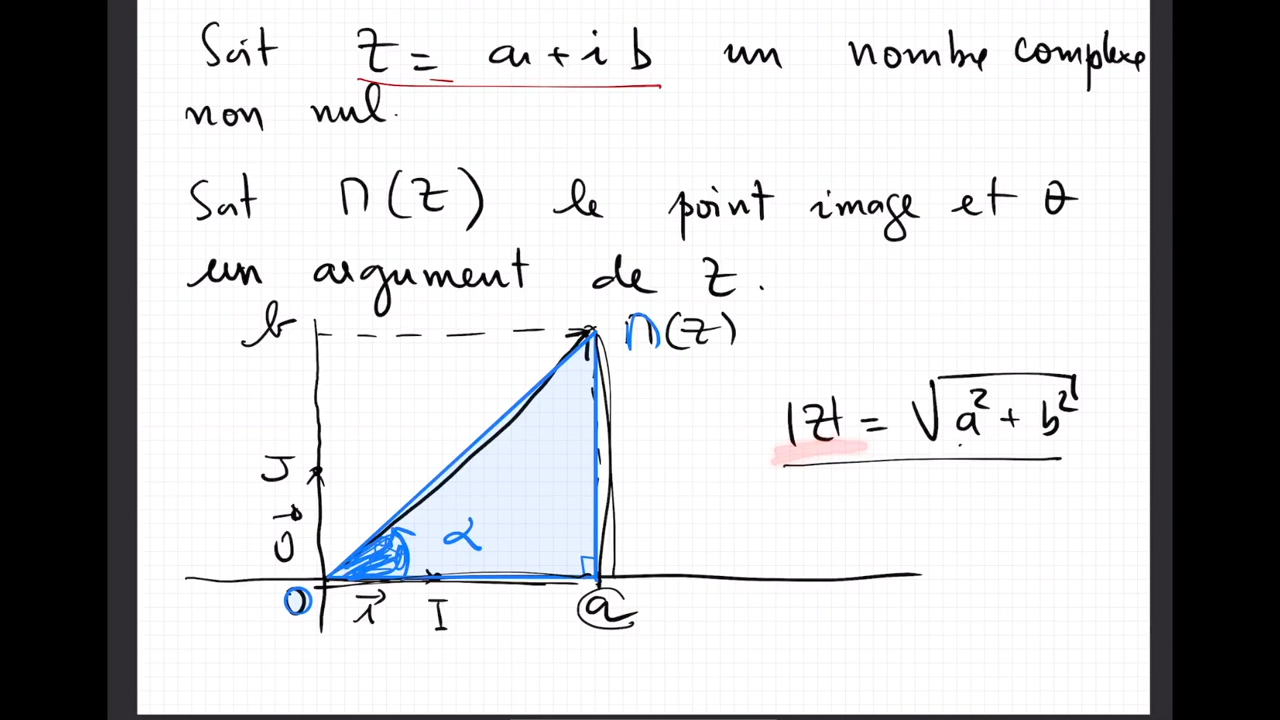 Soit z = a + i b un nombre complexe
non nul.
Soit M(z) le point image et θ
un argument de z.
b M(z)
|z| = √a² + b²
J
α
→ J
O → i I a